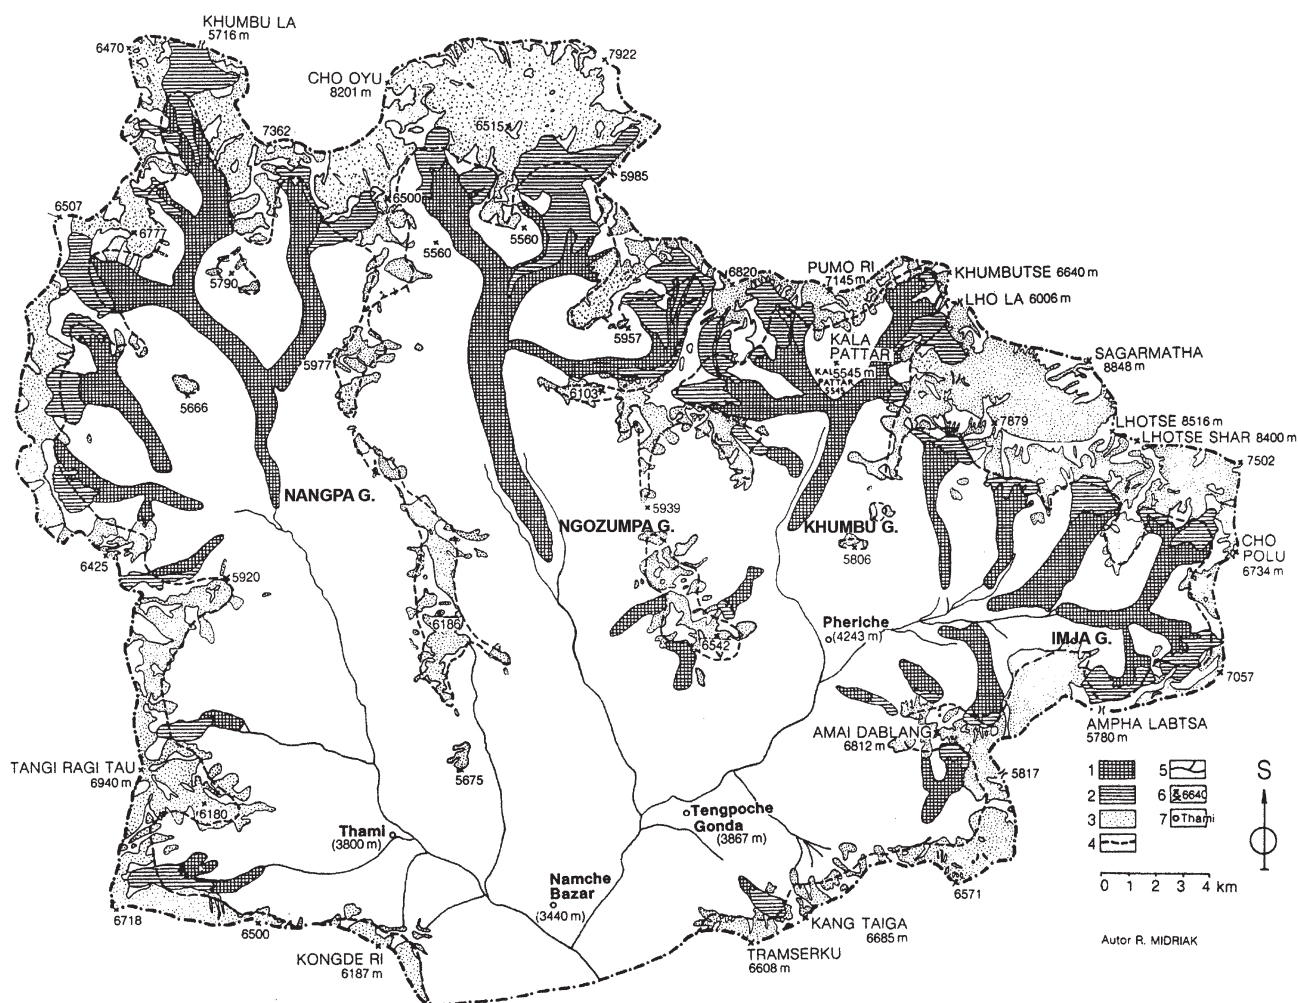 KHUMBU LA
5716 m
6470
7922
CHO OYU
8201 m
7362
6515
5985
6507
6500
6777
5560
5560
5790
6820
PUMO RI
7145 m
KHUMBUTSE 6640 m
LHO LA 6006 m
5957
KALA
PATTAR
5545 m
KALA
PATTAR
5545
SAGARMATHA
8848 m
5977
5666
6103
7879
LHOTSE 8516 m
LHOTSE SHAR 8400 m
7502
NANGPA G.
5939
NGOZUMPA G.
KHUMBU G.
5806
CHO
POLU
6734 m
6425
5920
6186
6542
Pheriche
(4243 m)
IMJA G.
7057
AMPHA LABTSA
5780 m
AMAI DABLANG
6812 m
TANGI RAGI TAU
6940 m
5675
5817
6180
Thami
(3800 m)
Tengpoche
Gonda
(3867 m)
Namche
Bazar
(3440 m)
6571
6718
6500
KONGDE RI
6187 m
KANG TAIGA
6685 m
TRAMSERKU
6608 m
1
2
3
4
5
6 6640
7 Thami
S
0 1 2 3 4 km
Autor R. MIDRIAK